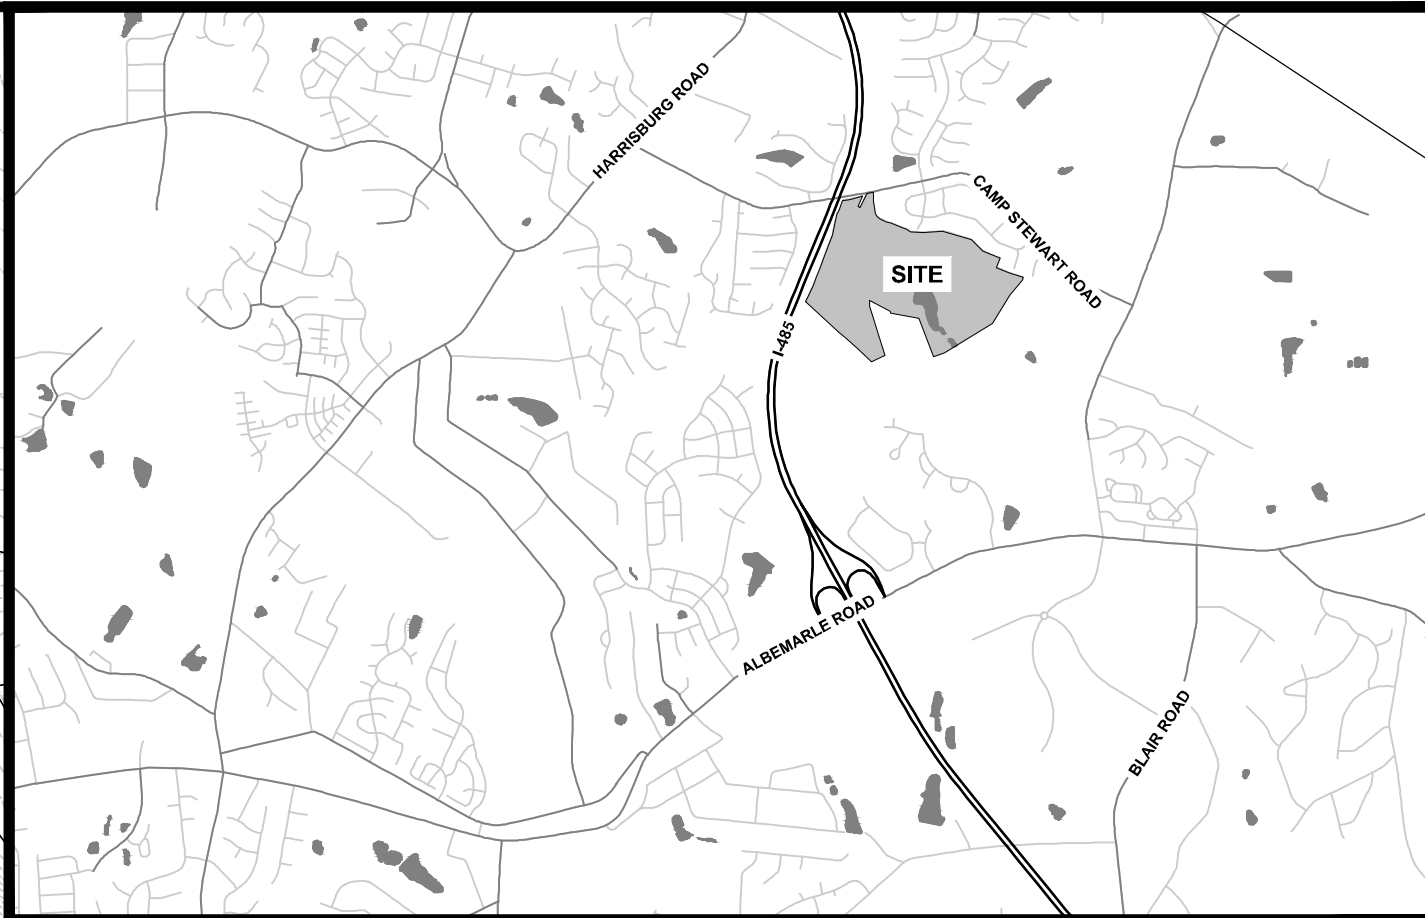 HARRISBURG ROAD
CAMP STEWART ROAD
SITE
I-485
ALBEMARLE ROAD
BLAIR ROAD